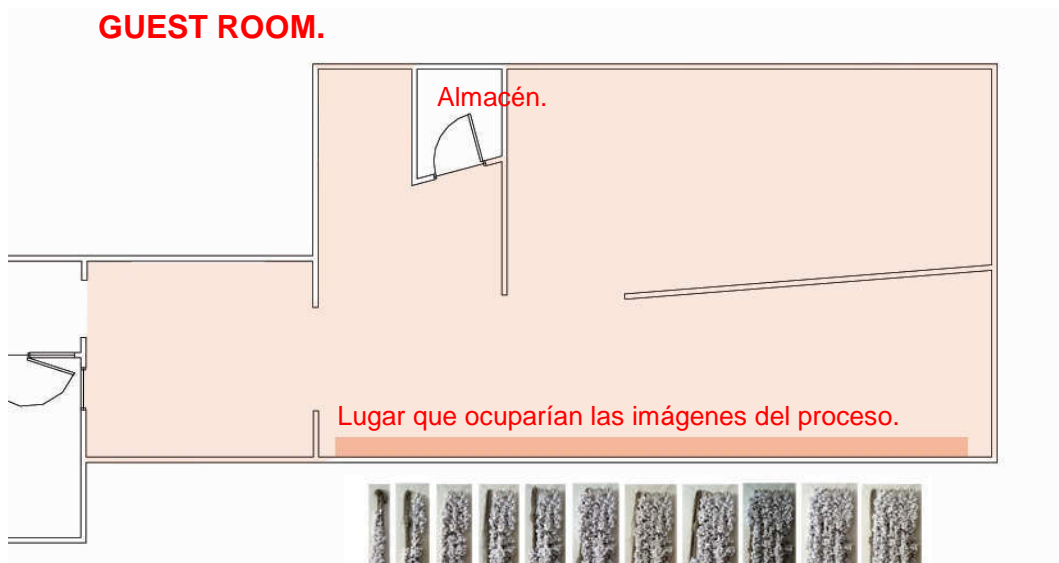 GUEST ROOM.
Almacén.
Lugar que ocuparían las imágenes del proceso.